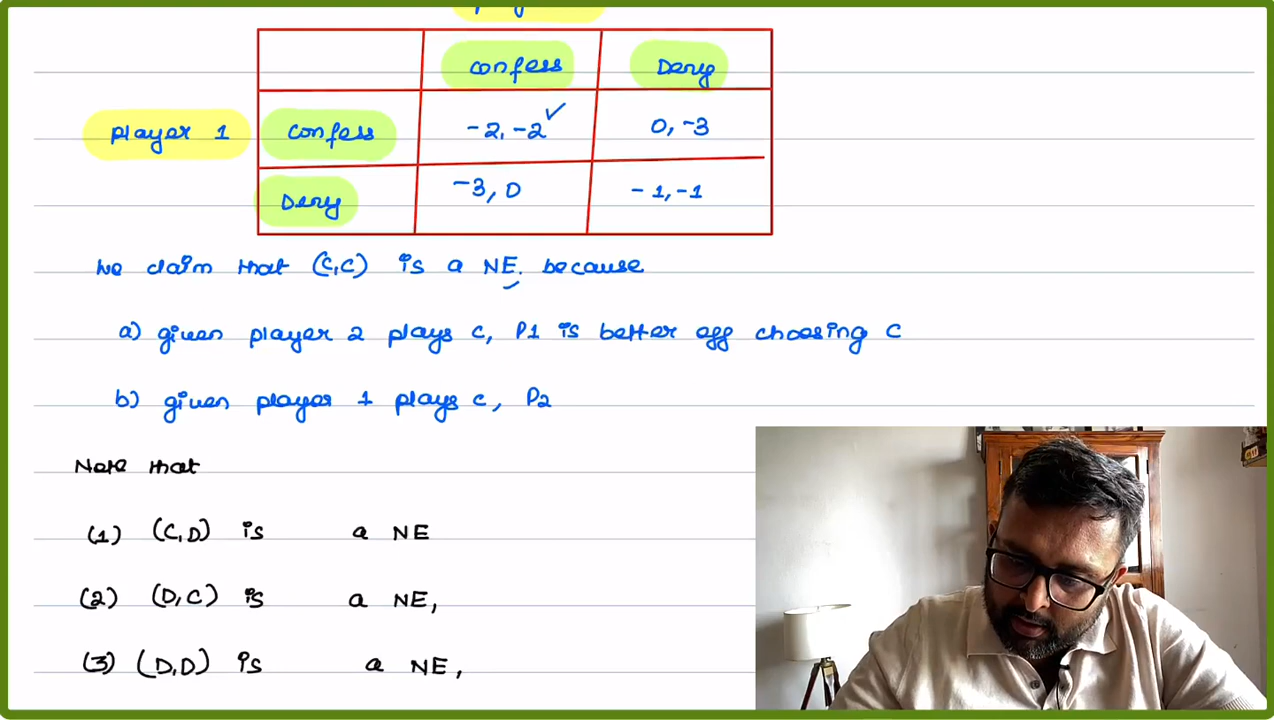 Confess Deny
Player 1 Confess -2, -2 ✓ 0, -3
Deny -3, 0 -1, -1
We claim that (C,C) is a NE, because
a) given player 2 plays C, P1 is better off choosing C
b) given player 1 plays C, P2
Note that
(1) (C,D) is a NE
(2) (D,C) is a NE,
(3) (D,D) is a NE,